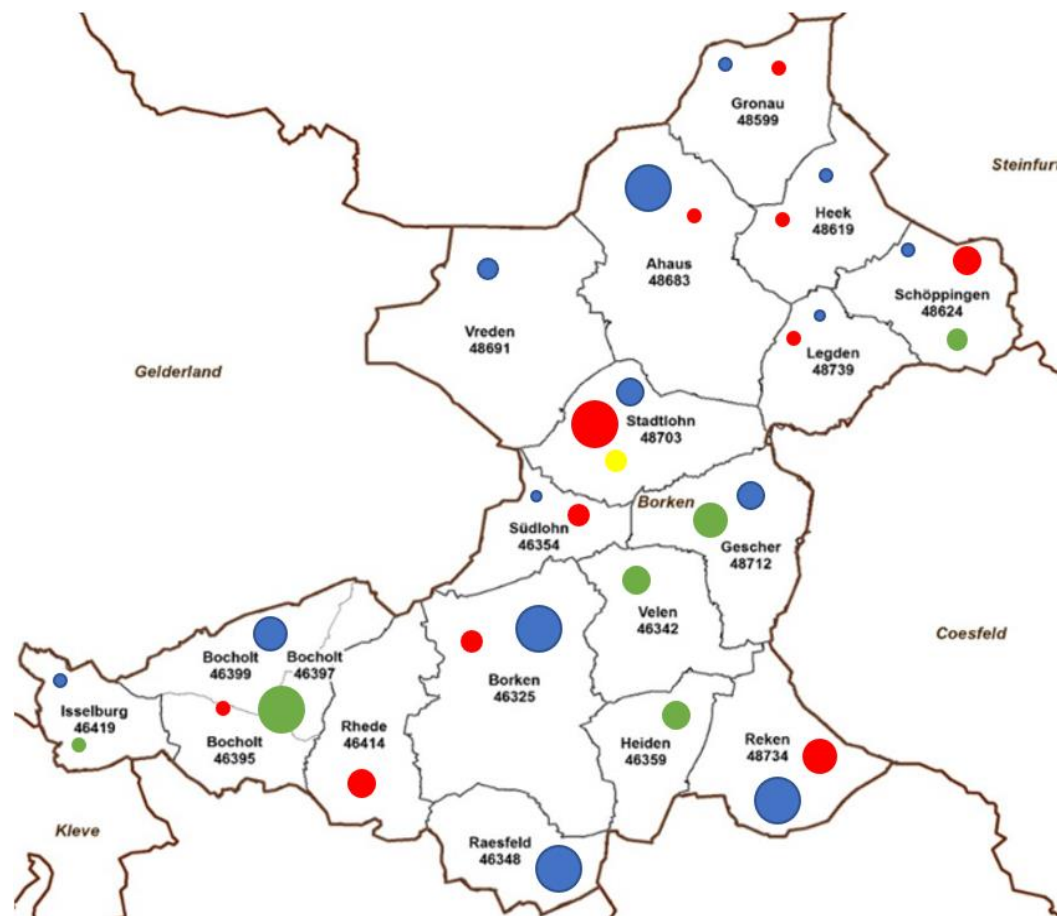 Gronau
48599
Steinfurt
Heek
48619
Ahaus
48683
Schöppingen
48624
Vreden
48691
Legden
48739
Gelderland
Stadtlohn
48703
Borken
Südlohn
46354
Gescher
48712
Velen
46342
Coesfeld
Bocholt
46399
Bocholt
46397
Borken
46325
Isselburg
46419
Rhede
46414
Bocholt
46395
Heiden
46359
Reken
48734
Kleve
Raesfeld
46348